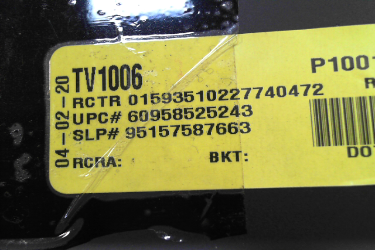 04-02-20
TV1006
RCTR 01593510227740472
UPC# 60958525243
SLP# 95157587663
RCRA: BKT:
P1001